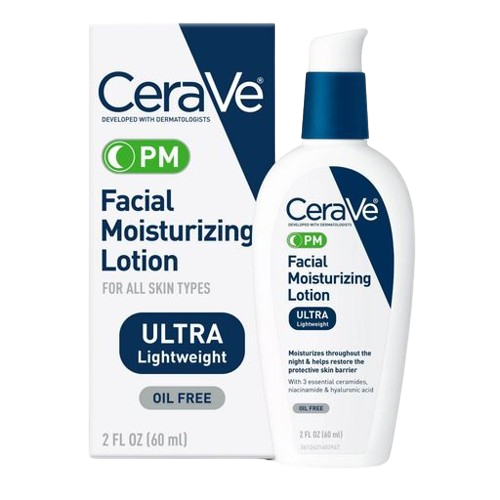 CeraVe®
DEVELOPED WITH DERMATOLOGISTS
PM
Facial
Moisturizing
Lotion
FOR ALL SKIN TYPES
ULTRA
Lightweight
OIL FREE
2 FL OZ (60 ml)
CeraVe®
DEVELOPED WITH DERMATOLOGISTS
PM
Facial
Moisturizing
Lotion
ULTRA
Lightweight
Moisturizes throughout the
night & helps restore the
protective skin barrier
With 3 essential ceramides,
niacinamide & hyaluronic acid
OIL FREE
2 FL OZ (60 ml)